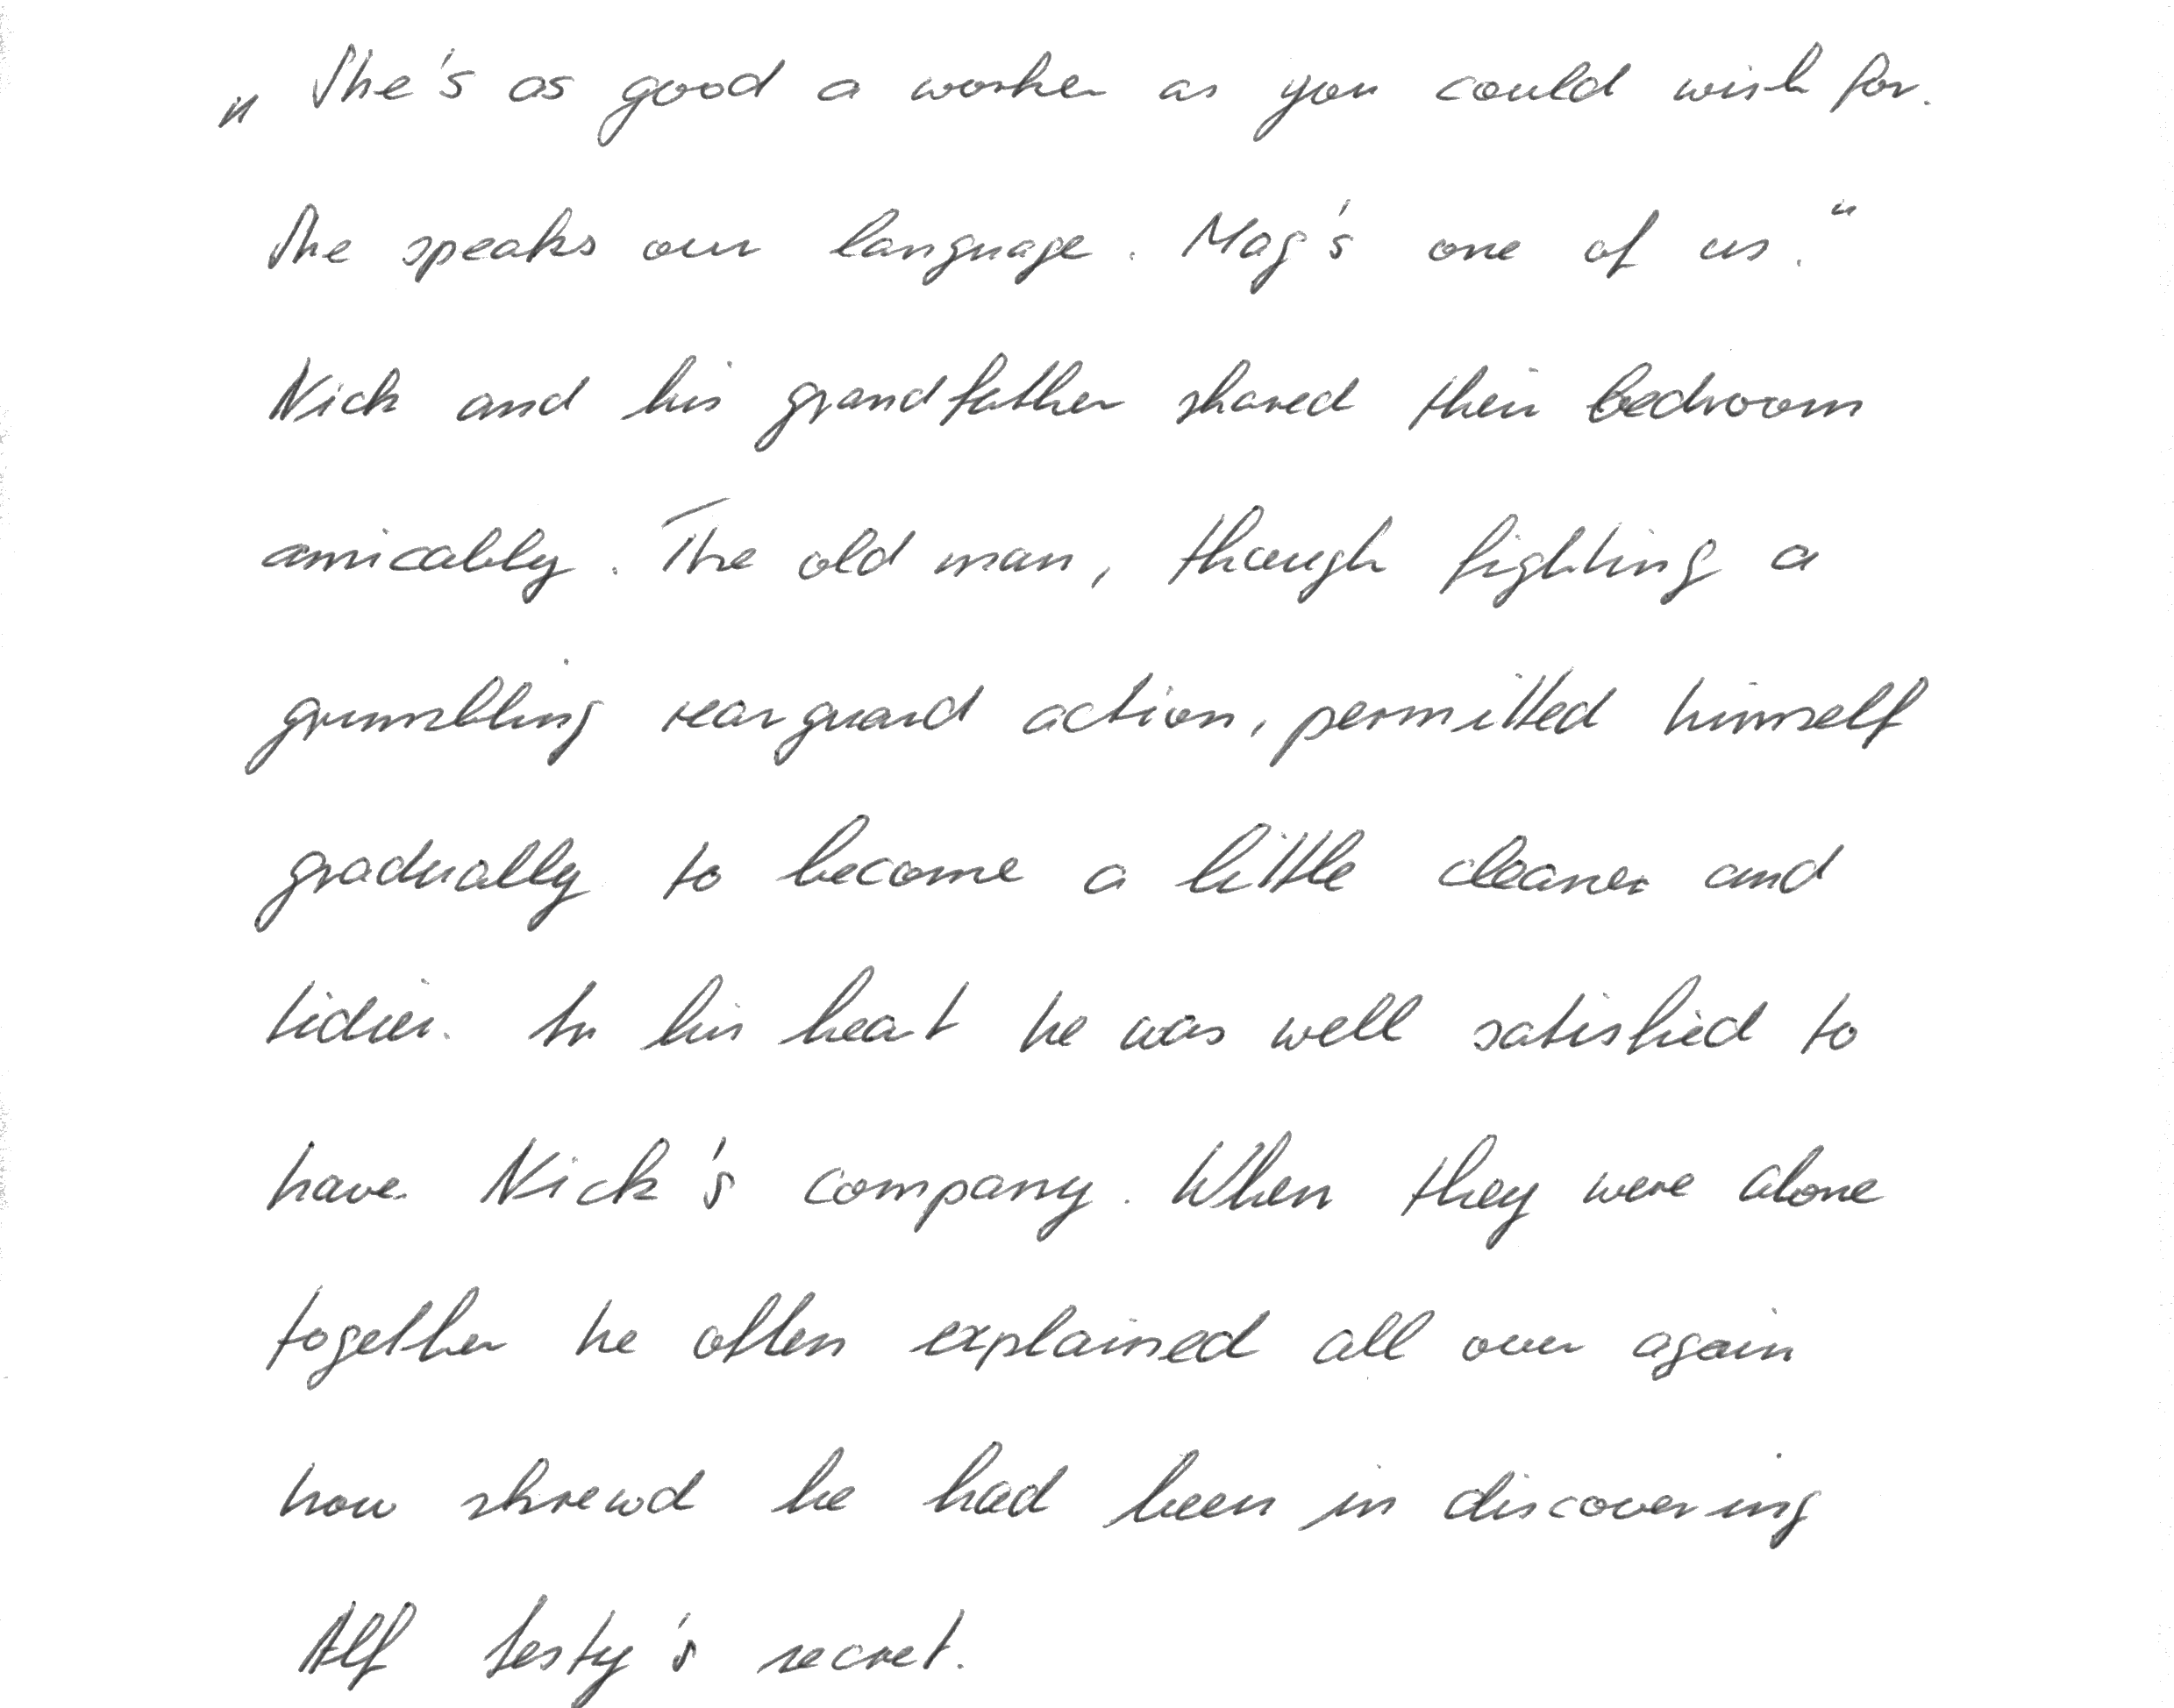 „She's as good a worker as you could wish for.
She speaks our language. Mag's one of us.“
Nick and his grandfather shared their bedroom
amicably. The old man, though fighting a
grumbling rearguard action, permitted himself
gradually to become a little cleaner and
tidier. In his heart he was well satisfied to
have Nick's company. When they were alone
together he often explained all over again
how shrewd he had been in discovering
Alf 's secret.